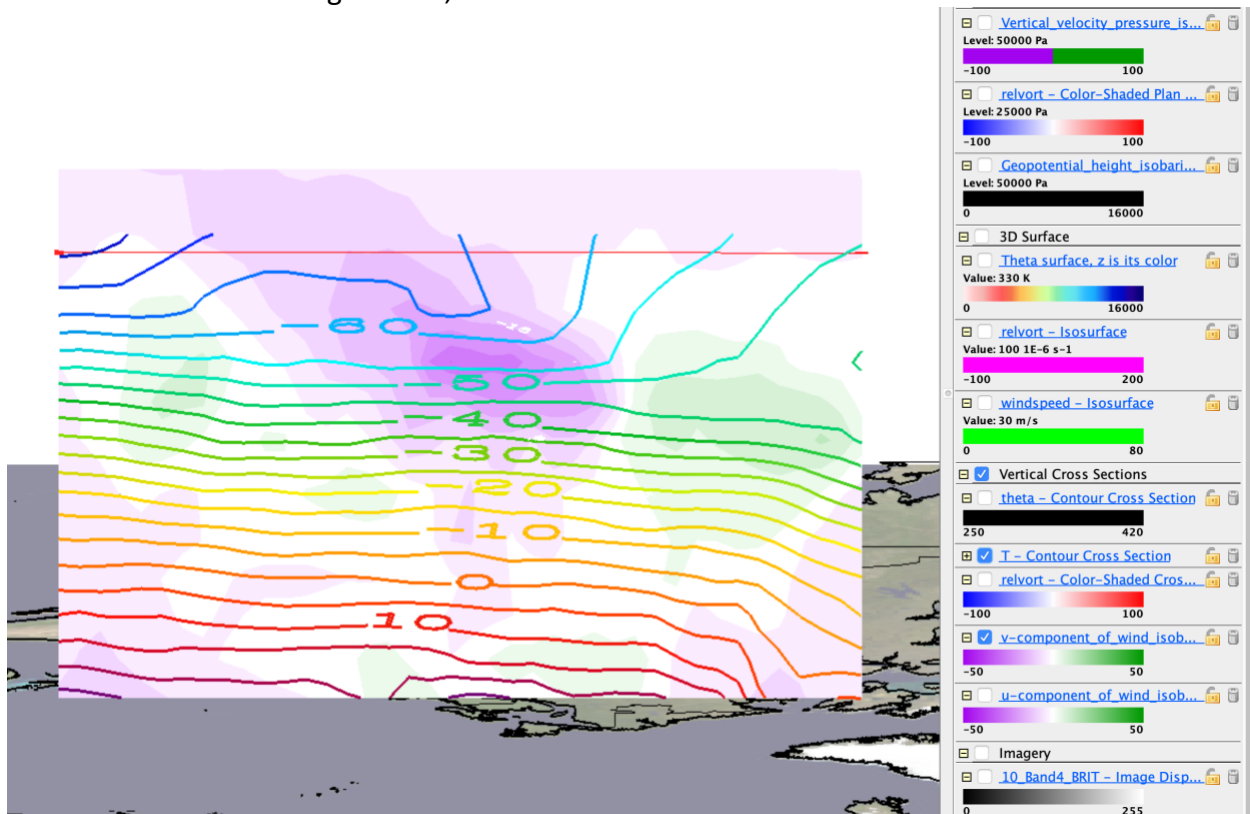 -60
-50
-40
-30
-20
-10
0
10
Vertical_velocity_pressure_is...
Level: 50000 Pa
-100 100
relvort – Color-Shaded Plan ...
Level: 25000 Pa
-100 100
Geopotential_height_isobari...
Level: 50000 Pa
0 16000
3D Surface
Theta surface, z is its color
Value: 330 K
0 16000
relvort – Isosurface
Value: 100 1E-6 s-1
-100 200
windspeed – Isosurface
Value: 30 m/s
0 80
Vertical Cross Sections
theta – Contour Cross Section
250 420
T – Contour Cross Section
relvort – Color-Shaded Cros...
-100 100
v-component_of_wind_isob...
-50 50
u-component_of_wind_isob...
-50 50
Imagery
10_Band4_BRIT – Image Disp...
0 255